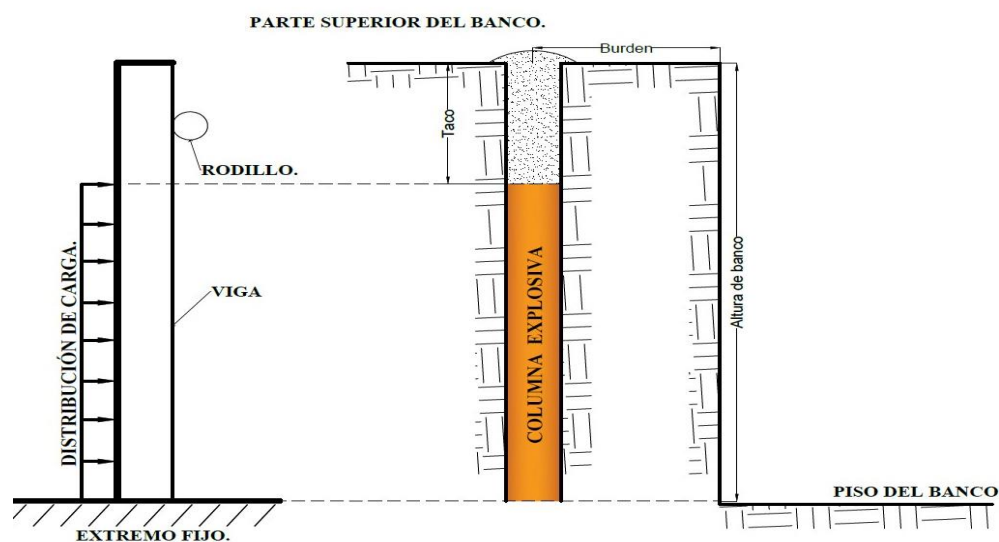 PARTE SUPERIOR DEL BANCO.
Burden
Taco
RODILLO.
DISTRIBUCIÓN DE CARGA.
VIGA
COLUMNA EXPLOSIVA
Altura de banco
PISO DEL BANCO
EXTREMO FIJO.